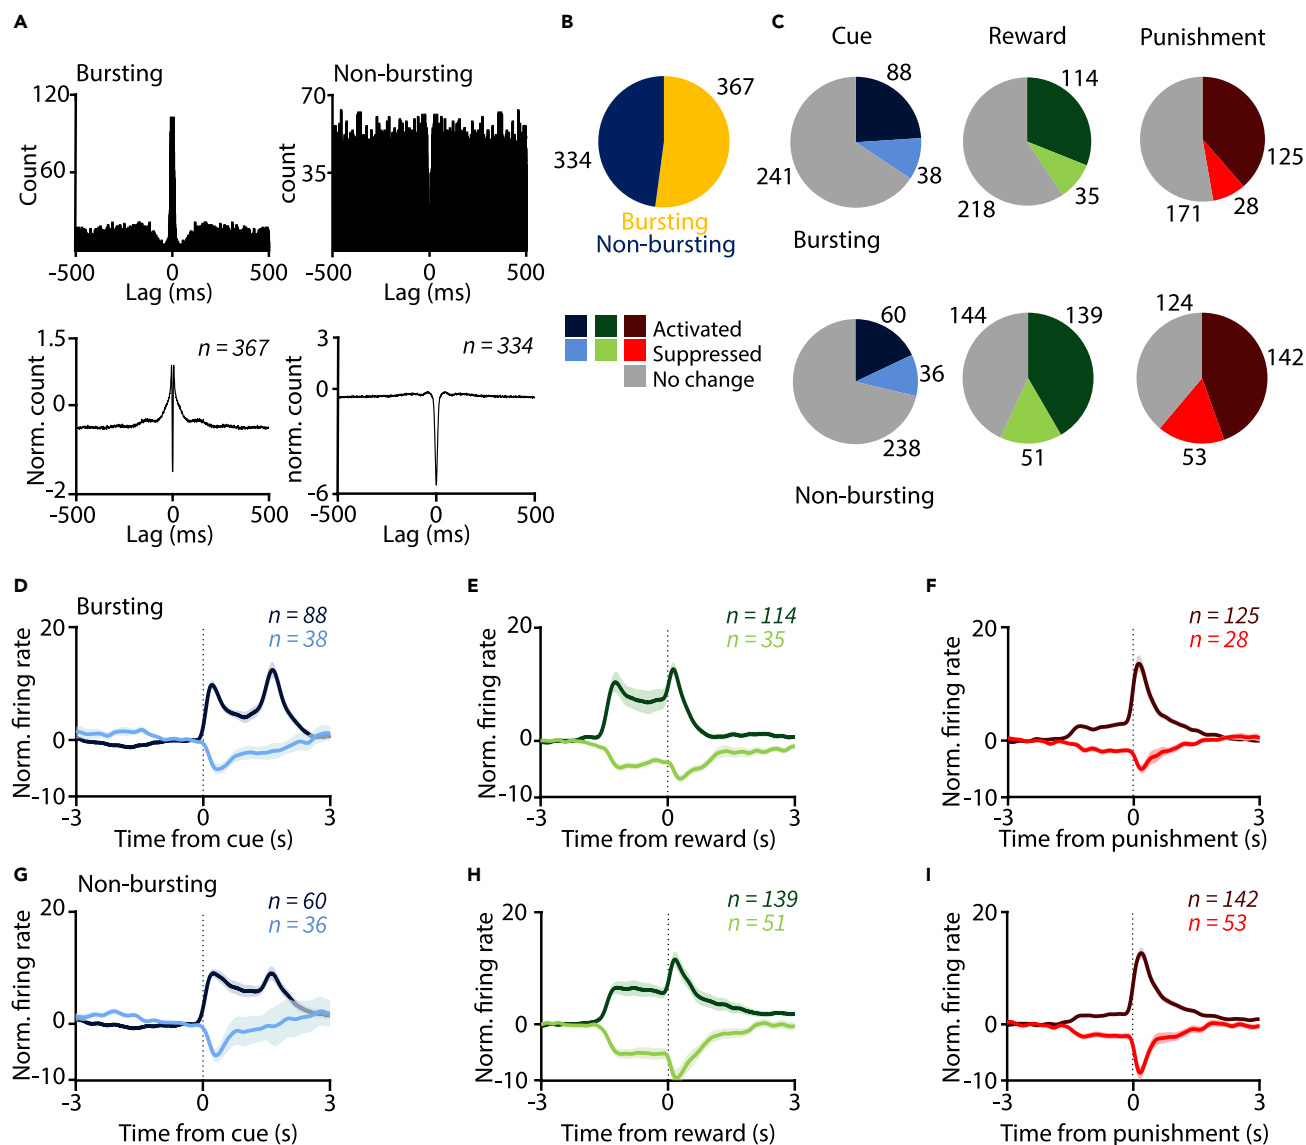 A
Bursting
Non-bursting
120
60
Count
-500
0
500
Lag (ms)
70
35
count
-500
0
500
Lag (ms)
1.5
0
-2
Norm. count
n = 367
-500
0
500
Lag (ms)
3
0
-6
norm. count
n = 334
-500
0
500
Lag (ms)
B
367
334
Bursting
Non-bursting
C
Cue
Reward
Punishment
88
38
241
114
35
218
125
28
171
Bursting
Activated
Suppressed
No change
60
36
238
144
139
51
124
142
53
Non-bursting
D
Bursting
n = 88
n = 38
20
0
-10
Norm. firing rate
-3
0
3
Time from cue (s)
E
n = 114
n = 35
20
0
-10
Norm. firing rate
-3
0
3
Time from reward (s)
F
n = 125
n = 28
20
0
-10
Norm. firing rate
-3
0
3
Time from punishment (s)
G
Non-bursting
n = 60
n = 36
20
0
-10
Norm. firing rate
-3
0
3
Time from cue (s)
H
n = 139
n = 51
20
0
-10
Norm. firing rate
-3
0
3
Time from reward (s)
I
n = 142
n = 53
20
0
-10
Norm. firing rate
-3
0
3
Time from punishment (s)